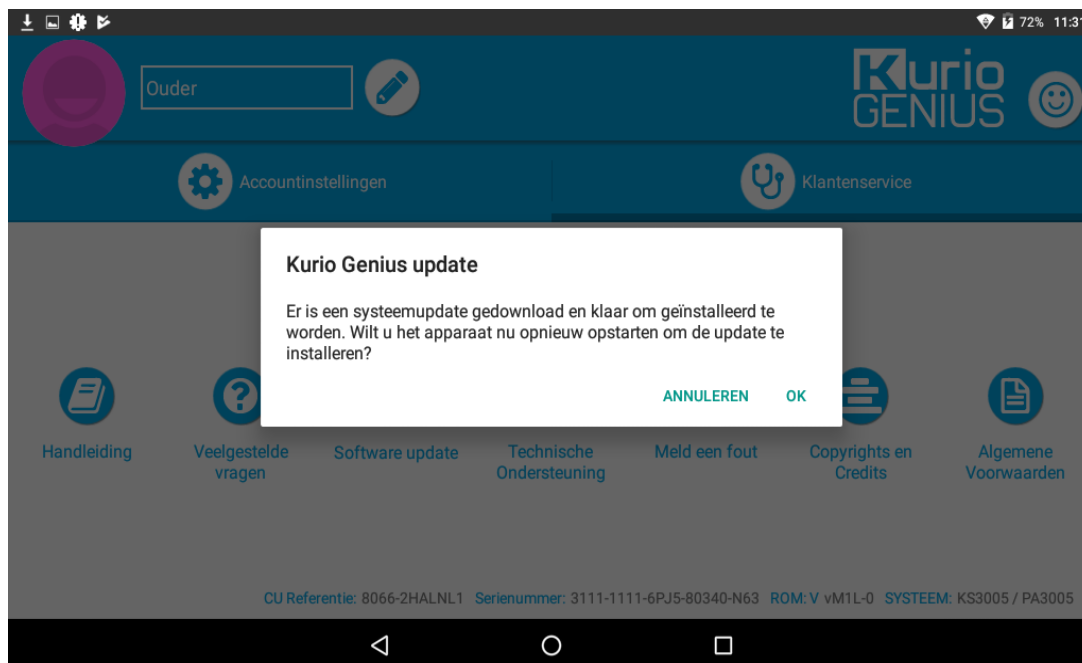 72% 11:31
Ouder
Kurio
GENIUS
Accountinstellingen
Klantenservice
Kurio Genius update
Er is een systeemupdate gedownload en klaar om geïnstalleerd te
worden. Wilt u het apparaat nu opnieuw opstarten om de update te
installeren?
ANNULEREN OK
Handleiding
Veelgestelde
vragen
Software update
Technische
Ondersteuning
Meld een fout
Copyrights en
Credits
Algemene
Voorwaarden
CU Referentie: 8066-2HALNL1 Serienummer: 3111-1111-6PJ5-80340-N63 ROM: V vM1L-0 SYSTEEM: KS3005 / PA3005